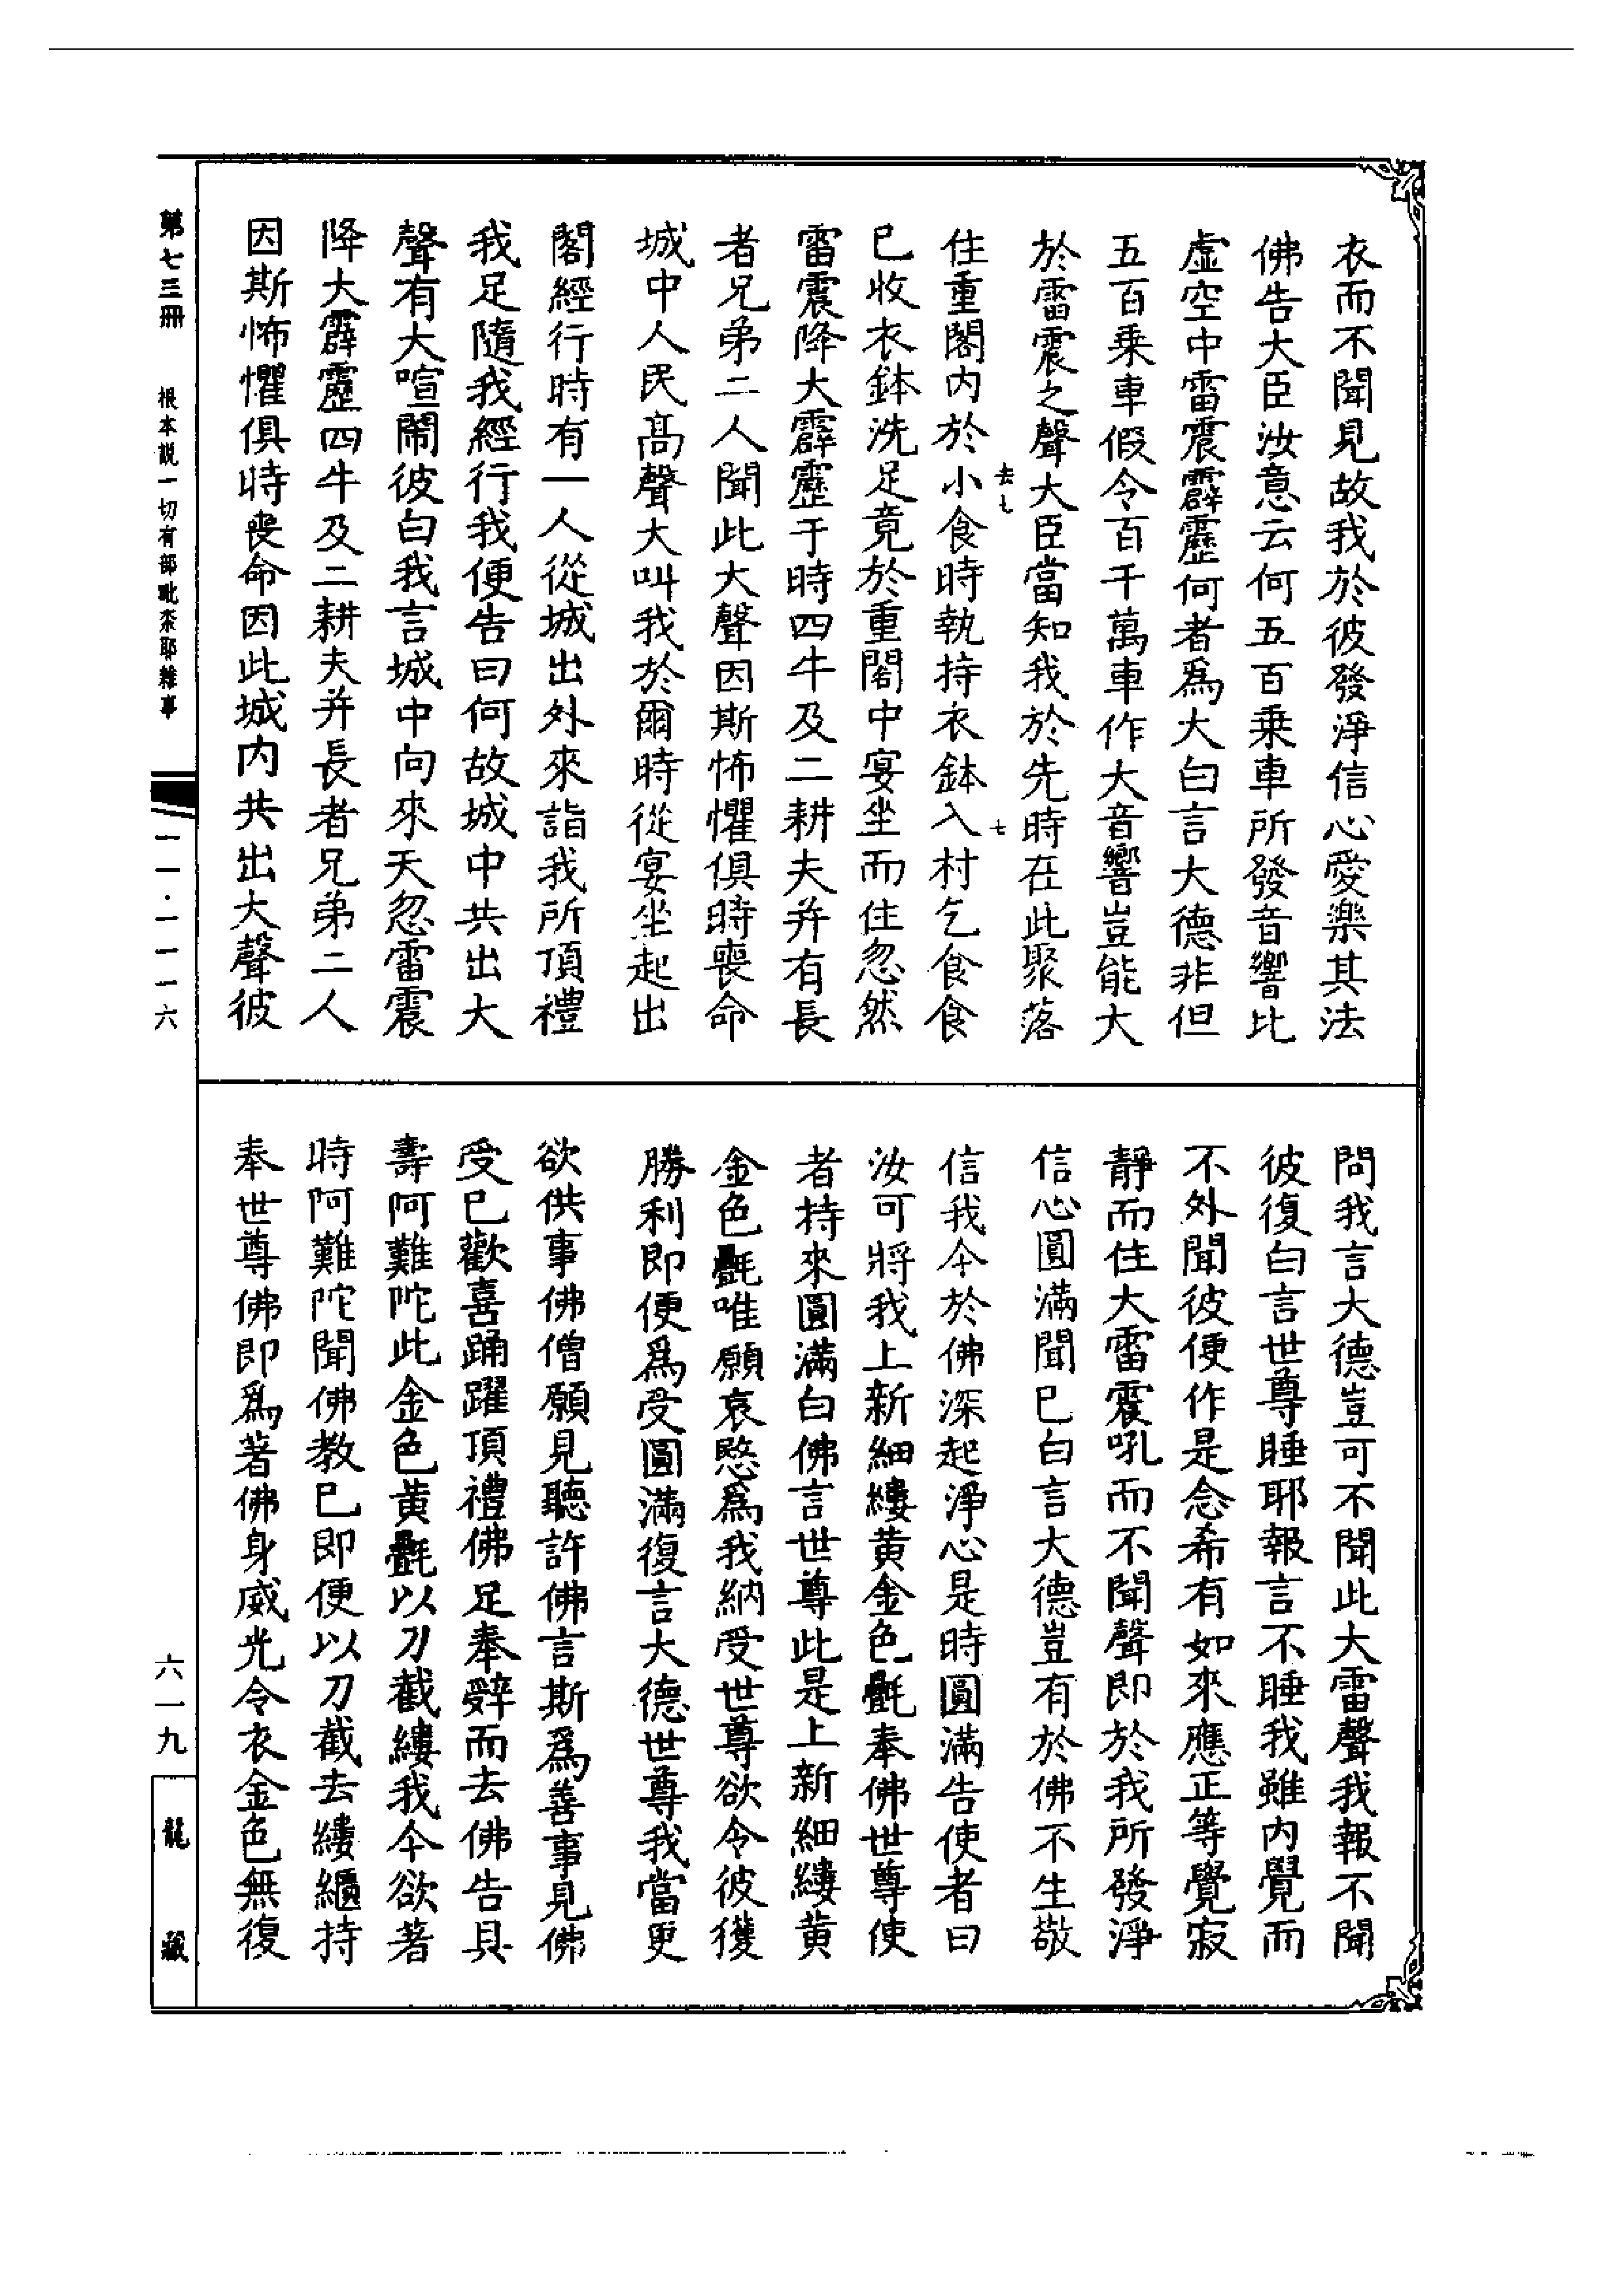 衣而不聞見故我於彼發淨信心愛樂其法
佛告大臣汝意云何五百乗車所發音響比
虛空中雷震霹靂何者爲大白言大德非但
五百乗車假令百千萬車作大音響豈能大
於雷震之聲大臣當知我於先時在此聚落
住重閣内於小食時執持衣鉢入村乞食食
已收衣鉢洗足竟於重閣中宴坐而住忽然
雷震降大霹靂于時四牛及二耕夫并有長
者兄弟二人聞此大聲因斯怖懼俱時喪命
城中人民高聲大叫我於爾時從宴坐起出
閣經行時有一人從城出外來詣我所頂禮
我足隨我經行我便告曰何故城中共出大
聲有大喧鬧彼白我言城中向來天忽雷震
降大霹靂四牛及二耕夫并長者兄弟二人
因斯怖懼俱時喪命因此城内共出大聲彼
問我言大德豈可不聞此大雷聲我報不聞
彼復白言世尊睡耶報言不睡我雖内覺而
不外聞彼便作是念希有如來應正等覺寂
靜而住大雷震吼而不聞聲即於我所發淨
信心圓滿聞已白言大德豈有於佛不生敬
信我今於佛深起淨心是時圓滿告使者曰
汝可將我上新細縷黄金色㲲奉佛世尊使
者持來圓滿白佛言世尊此是上新細縷黄
金色㲲唯願哀愍爲我納受世尊欲令彼獲
勝利即便爲受圓滿復言大德世尊我當更
欲供事佛僧願見聽許佛言斯爲善事見佛
受已歡喜踊躍頂禮佛足奉辭而去佛告具
壽阿難陀此金色黄㲲以刀截縷我今欲著
時阿難陀聞佛教已即便以刀截去縷繢持
奉世尊佛即爲著佛身威光令衣金色無復
去七
七
第七三冊 根本説一切有部毗柰耶雜事
一一·一一一六
六一九
龍藏